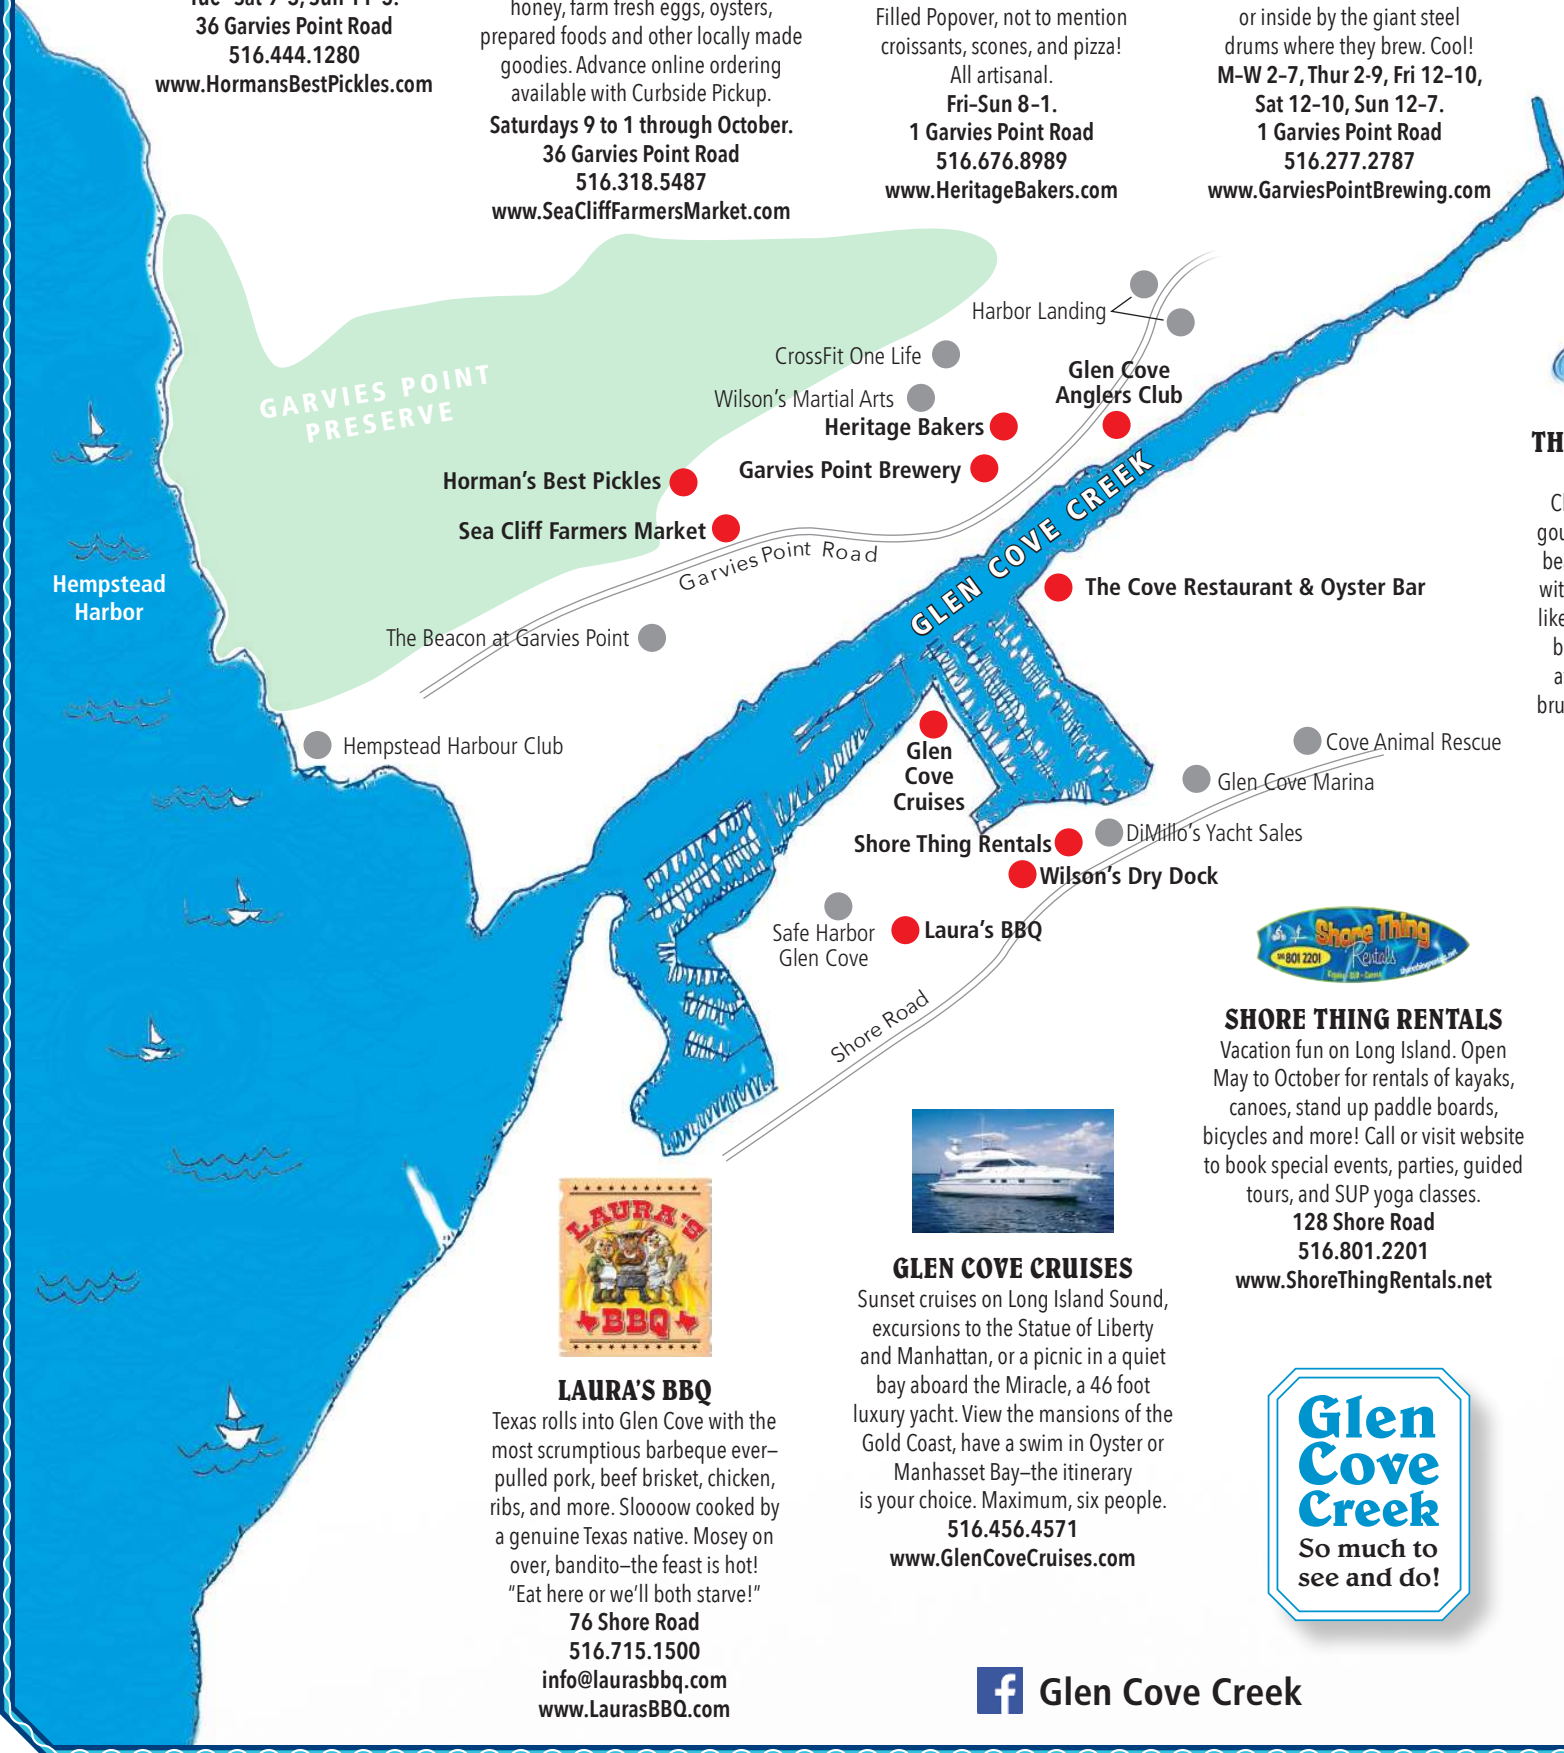 Tue–Sat 9-5, Sun 11-5.
36 Garvies Point Road
516.444.1280
www.HormansBestPickles.com
honey, farm fresh eggs, oysters,
prepared foods and other locally made
goodies. Advance online ordering
available with Curbside Pickup.
Saturdays 9 to 1 through October.
36 Garvies Point Road
516.318.5487
www.SeaCliffFarmersMarket.com
Filled Popover, not to mention
croissants, scones, and pizza!
All artisanal.
Fri–Sun 8–1.
1 Garvies Point Road
516.676.8989
www.HeritageBakers.com
or inside by the giant steel
drums where they brew. Cool!
M–W 2–7, Thur 2-9, Fri 12–10,
Sat 12–10, Sun 12–7.
1 Garvies Point Road
516.277.2787
www.GarviesPointBrewing.com
Harbor Landing
CrossFit One Life
Glen Cove
Anglers Club
Wilson's Martial Arts
Heritage Bakers
GARVIES POINT
PRESERVE
Garvies Point Brewery
Horman's Best Pickles
Sea Cliff Farmers Market
Garvies Point Road
GLEN COVE CREEK
Hempstead
Harbor
The Cove Restaurant & Oyster Bar
The Beacon at Garvies Point
Hempstead Harbour Club
Glen
Cove
Cruises
Cove Animal Rescue
Glen Cove Marina
DiMillo's Yacht Sales
Shore Thing Rentals
Wilson's Dry Dock
Safe Harbor
Glen Cove
Laura's BBQ
Shore Road
TH
gou
wit
like
b
a
bru
Shore Thing
Rentals
801 2201
SHORE THING RENTALS
Vacation fun on Long Island. Open
May to October for rentals of kayaks,
canoes, stand up paddle boards,
bicycles and more! Call or visit website
to book special events, parties, guided
tours, and SUP yoga classes.
128 Shore Road
516.801.2201
www.ShoreThingRentals.net
GLEN COVE CRUISES
Sunset cruises on Long Island Sound,
excursions to the Statue of Liberty
and Manhattan, or a picnic in a quiet
bay aboard the Miracle, a 46 foot
luxury yacht. View the mansions of the
Gold Coast, have a swim in Oyster or
Manhasset Bay–the itinerary
is your choice. Maximum, six people.
516.456.4571
www.GlenCoveCruises.com
LAURA'S
BBQ
LAURA'S BBQ
Texas rolls into Glen Cove with the
most scrumptious barbeque ever–
pulled pork, beef brisket, chicken,
ribs, and more. Sloooow cooked by
a genuine Texas native. Mosey on
over, bandito–the feast is hot!
"Eat here or we'll both starve!"
76 Shore Road
516.715.1500
info@laurasbbq.com
www.LaurasBBQ.com
Glen
Cove
Creek
So much to
see and do!
f Glen Cove Creek